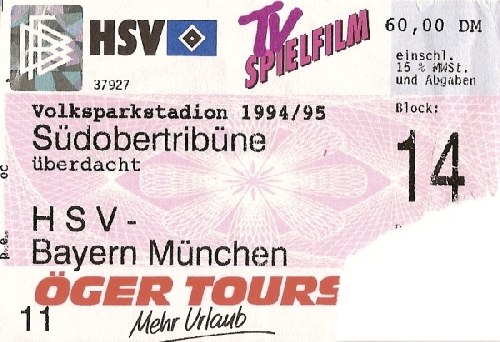 HSV
TV
SPIELFILM
60,00 DM
einschl.
15 % MWSt.
und Abgaben
37927
Volksparkstadion 1994/95
Block:
Südobertribüne
überdacht
14
HSV-
Bayern München
ÖGER TOURS
Mehr Urlaub
11